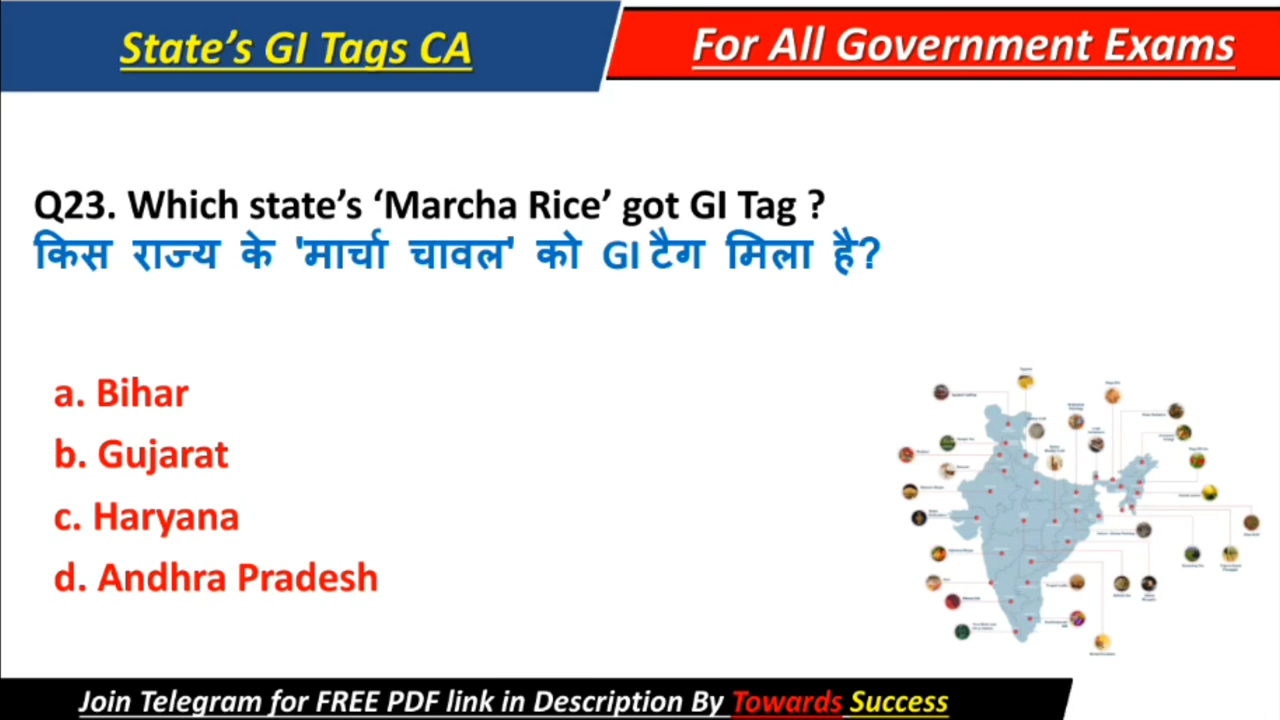 State's GI Tags CA
For All Government Exams
Q23. Which state's ‘Marcha Rice’ got GI Tag ?
किस राज्य के 'मार्चा चावल' को GI टैग मिला है?
a. Bihar
b. Gujarat
c. Haryana
d. Andhra Pradesh
Join Telegram for FREE PDF link in Description By Towards Success